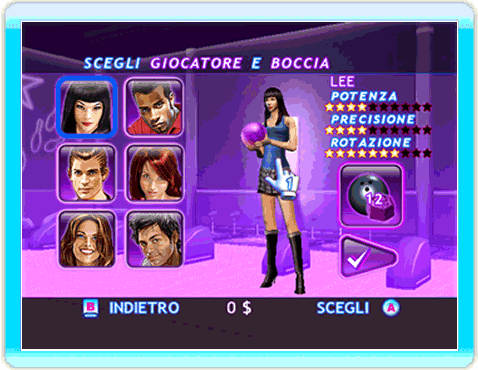 SCEGLI GIOCATORE E BOCCIA
LEE
POTENZA
PRECISIONE
ROTAZIONE
1
12
B INDIETRO 0 $ SCEGLI A